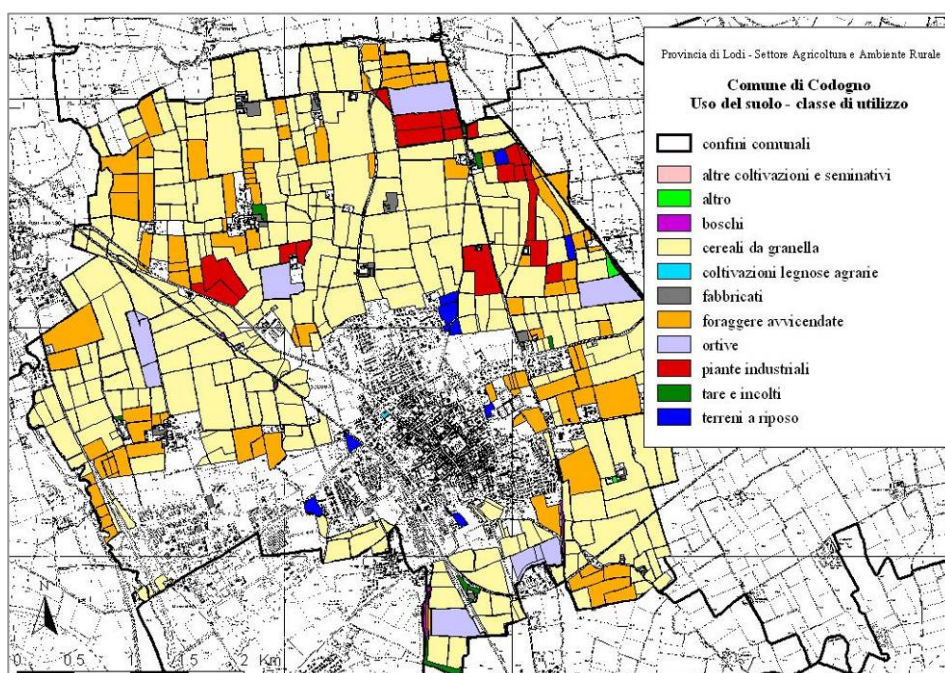 Provincia di Lodi - Settore Agricoltura e Ambiente Rurale
Comune di Codogno
Uso del suolo - classe di utilizzo
confini comunali
altre coltivazioni e seminativi
altro
boschi
cereali da granella
coltivazioni legnose agrarie
fabbricati
foraggere avvicendate
ortive
piante industriali
tare e incolti
terreni a riposo
0 0,5 1 1,5 2 Km